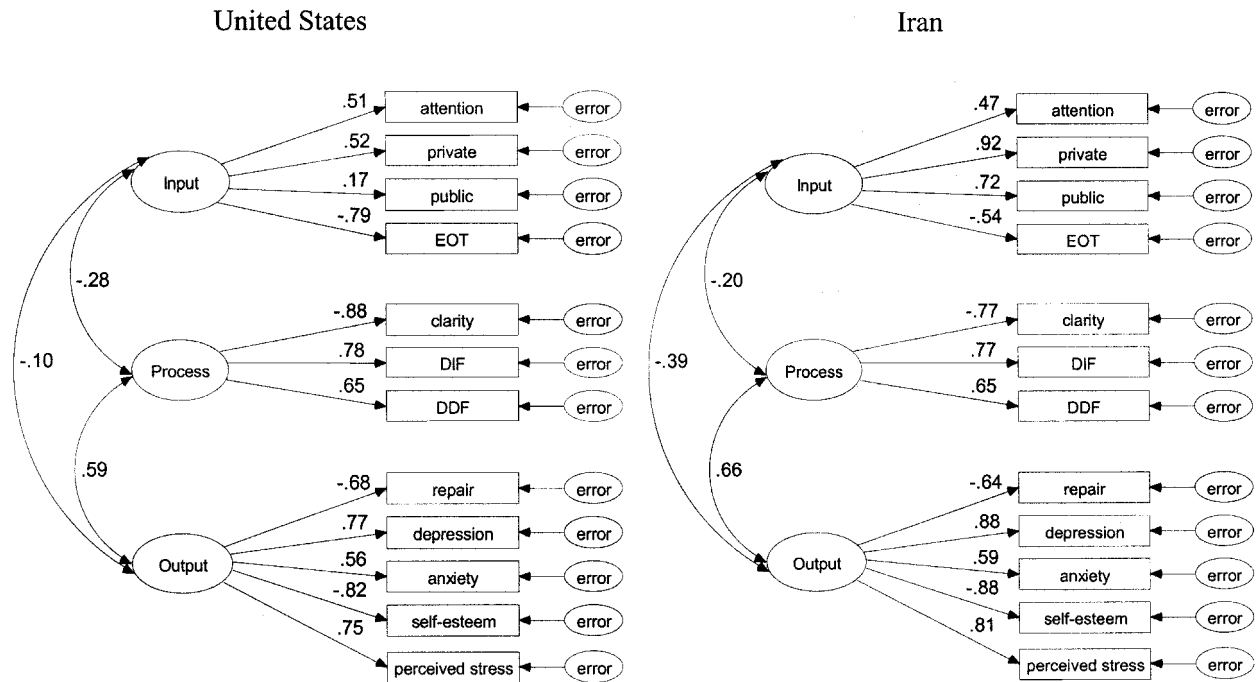 United States
.51 attention error
.52 private error
Input
.17 public error
-.79 EOT error
-.28
-.88 clarity error
-.10
Process
.78 DIF error
.65 DDF error
.59
-.68 repair error
.77 depression error
Output
.56 anxiety error
-.82 self-esteem error
.75 perceived stress error
Iran
.47 attention error
.92 private error
Input
.72 public error
-.54 EOT error
-.20
-.77 clarity error
-.39
Process
.77 DIF error
.65 DDF error
.66
-.64 repair error
.88 depression error
Output
.59 anxiety error
-.88 self-esteem error
.81 perceived stress error